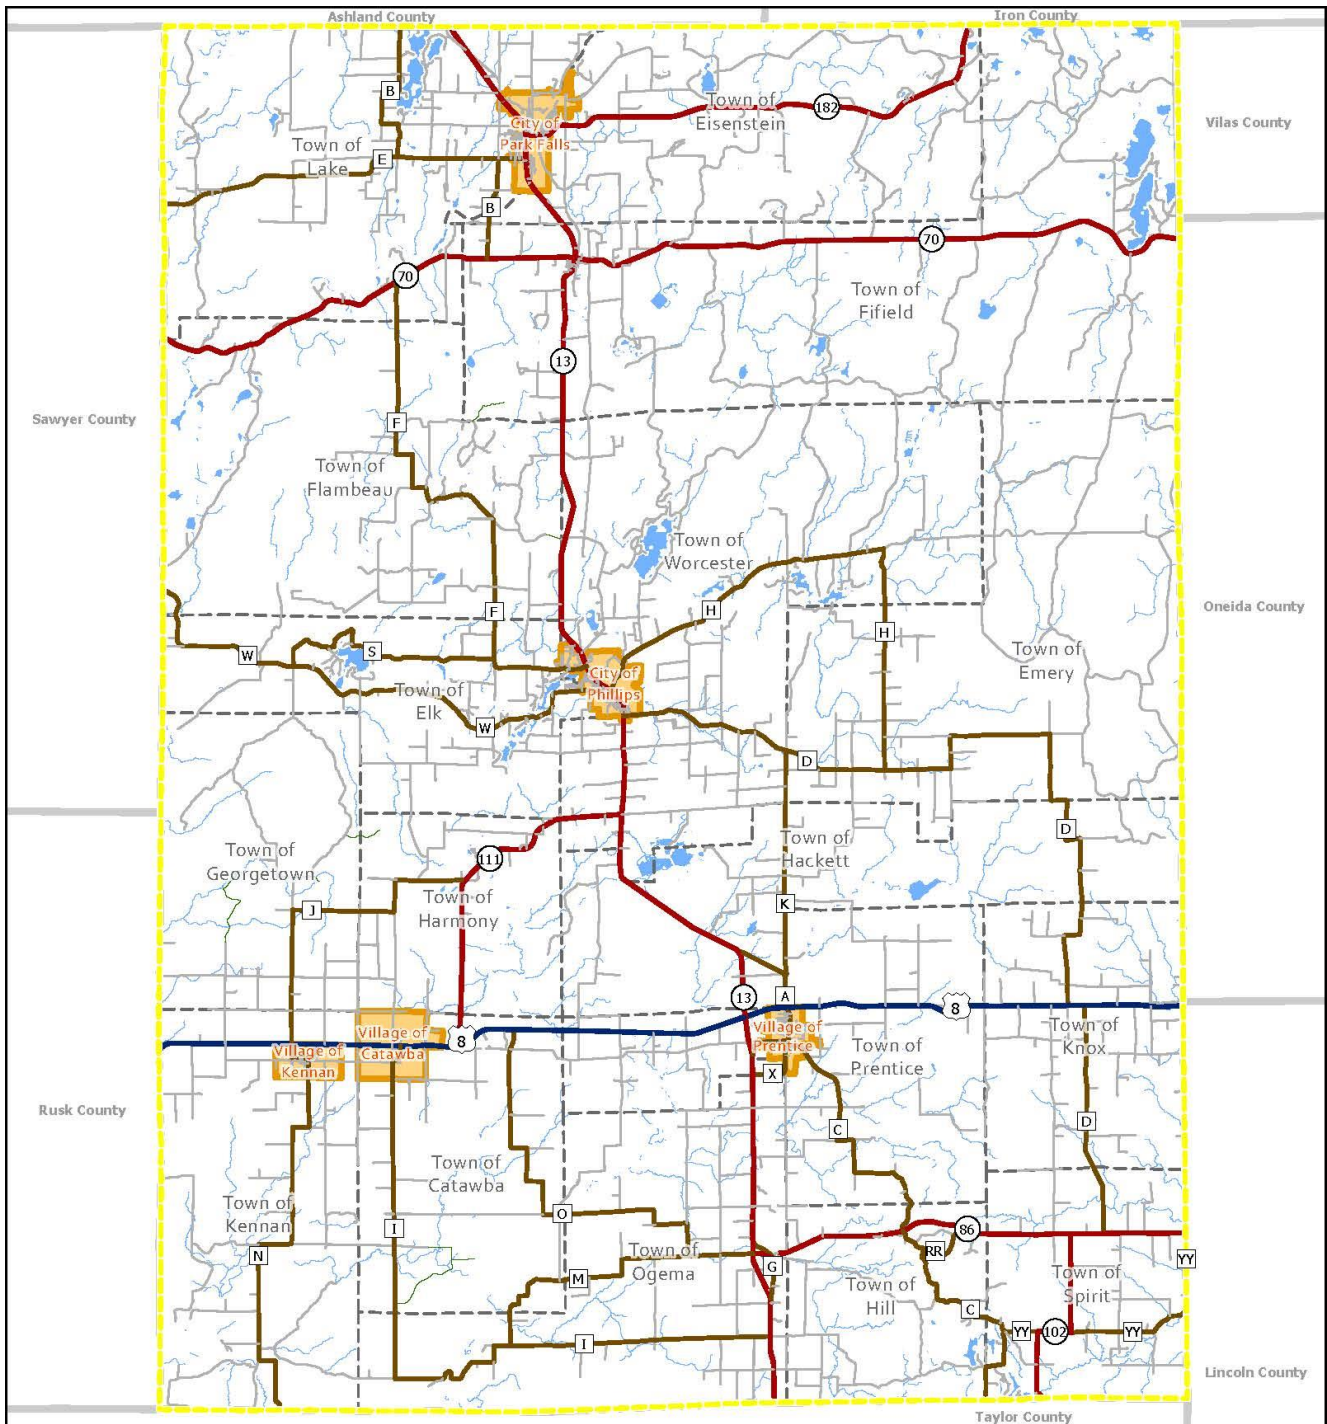 Ashland County
Iron County
B
182
Town of
Eisenstein
City of
Park Falls
Vilas County
Town of
Lake
E
B
70
70
Town of
Fifield
13
Sawyer County
F
Town of
Flambeau
Town of
Worcester
H
F
H
Oneida County
W
S
Town of
Emery
City of
Phillips
Town of
Elk
W
D
D
Town of
Hackett
111
Town of
Georgetown
Town of
Harmony
J
K
13
A
8
Village of
Prentice
Village of
Catawba
8
Town of
Knox
Village of
Kennan
Town of
Prentice
X
Rusk County
C
D
Town of
Catawba
Town of
Kennan
O
I
86
N
RR
Town of
Ogema
YY
G
M
Town of
Hill
Town of
Spirit
C
YY
102
YY
I
Lincoln County
Taylor County